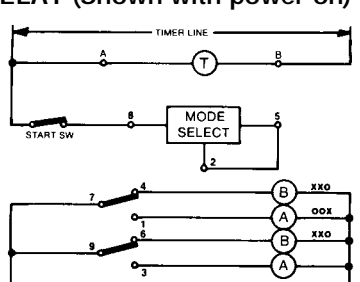 ELAY (Shown with power on)
TIMER LINE
A T B
START SW 8 MODE SELECT 5
2
7 4 B XXO
1 A OOX
9 6 B XXO
3 A